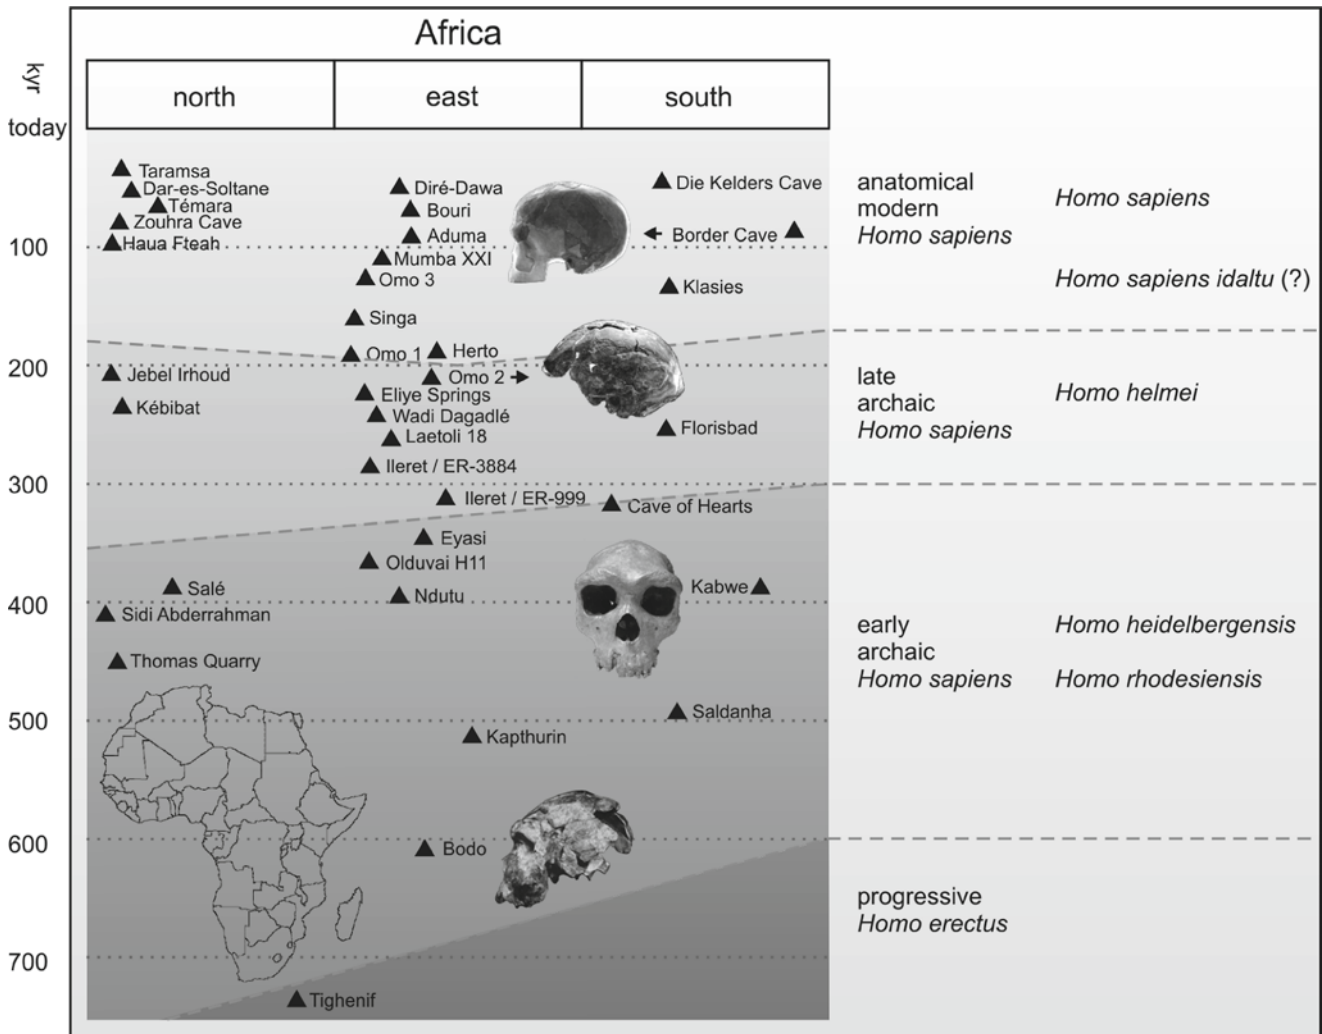 Africa
kyr
north
east
south
today
Taramsa
Dar-es-Soltane
Témara
Zouhra Cave
Haua Fteah
Diré-Dawa
Bouri
Aduma
Mumba XXI
Omo 3
Singa
Die Kelders Cave
Border Cave
Klasies
anatomical
modern
Homo sapiens
Homo sapiens
Homo sapiens idaltu (?)
100
200
Omo 1
Herto
Omo 2
Jebel Irhoud
Kébibat
Eliye Springs
Wadi Dagadlé
Laetoli 18
Ileret / ER-3884
Florisbad
late
archaic
Homo sapiens
Homo helmei
300
Ileret / ER-999
Cave of Hearts
Eyasi
Olduvai H11
Ndutu
Salé
Kabwe
400
Sidi Abderrahman
Thomas Quarry
early
archaic
Homo sapiens
Homo heidelbergensis
Homo rhodesiensis
500
Saldanha
Kapthurin
600
Bodo
progressive
Homo erectus
700
Tighenif